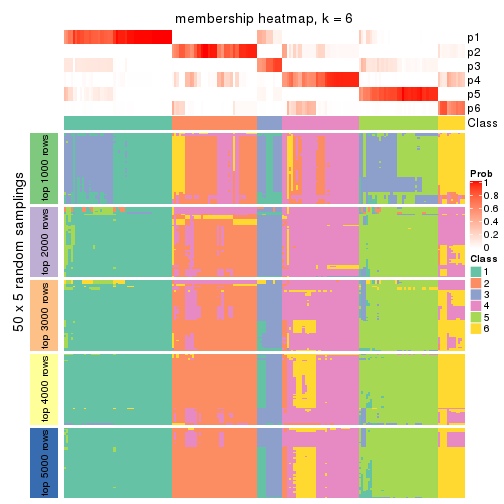 membership heatmap, k = 6
p1
p2
p3
p4
p5
p6
Class
50 x 5 random samplings
top 1000 rows
top 2000 rows
top 3000 rows
top 4000 rows
top 5000 rows
Prob
1
0.8
0.6
0.4
0.2
0
Class
1
2
3
4
5
6